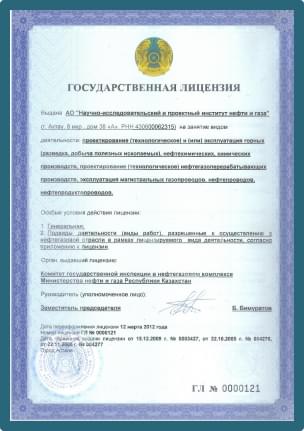 ГОСУДАРСТВЕННАЯ ЛИЦЕНЗИЯ
Выдана АО "Научно-исследовательский и проектный институт нефти и газа"
(г. Актау, 8 мкр., дом 38 «А», РНН 430600062315) на занятие видом
деятельности: проектирование (технологическое) и (или) эксплуатация горных
(разведка, добыча полезных ископаемых), нефтехимических, химических
производств, проектирование (технологическое) нефтегазоперерабатывающих
производств, эксплуатация магистральных газопроводов, нефтепроводов,
нефтепродуктопроводов.
Особые условия действия лицензии:
1. Генеральная;
2. Подвиды деятельности (виды работ), разрешенные к осуществлению в
нефтегазовой отрасли в рамках лицензируемого вида деятельности, согласно
приложению к лицензии.
Орган, выдавший лицензию:
Комитет государственной инспекции в нефтегазовом комплексе
Министерства нефти и газа Республики Казахстан
Руководитель (уполномоченное лицо):
Заместитель председателя Б. Бимуратов
Дата переоформления лицензии 12 марта 2012 года
Номер лицензии ГЛ № 0000121
Дата выдачи лицензии от 15.12.2009 г. № 0003427, от 22.10.2005 г. № 004276,
от 22.11.2005 г. № 004277
Город Астана
ГЛ № 0000121